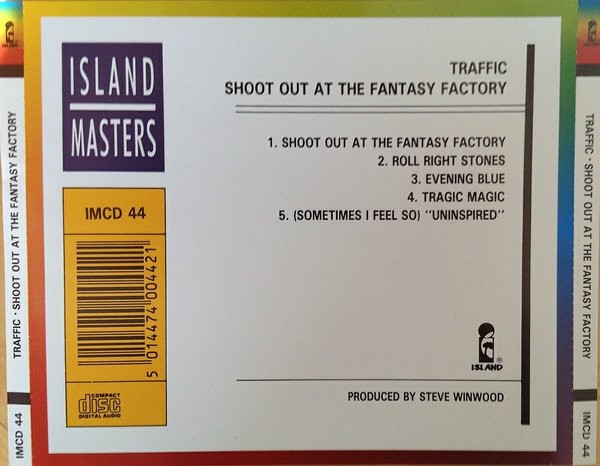 ISLAND
MASTERS
TRAFFIC
SHOOT OUT AT THE FANTASY FACTORY
1. SHOOT OUT AT THE FANTASY FACTORY
2. ROLL RIGHT STONES
3. EVENING BLUE
4. TRAGIC MAGIC
5. (SOMETIMES I FEEL SO) "UNINSPIRED"
IMCD 44
5 014474 004421
COMPACT
disc
DIGITAL AUDIO
ISLAND®
PRODUCED BY STEVE WINWOOD
ISLAND
TRAFFIC · SHOOT OUT AT THE FANTASY FACTORY
IMCD 44
ISLAND
TRAFFIC · SHOOT OUT AT THE FANTASY FACTORY
IMCD 44